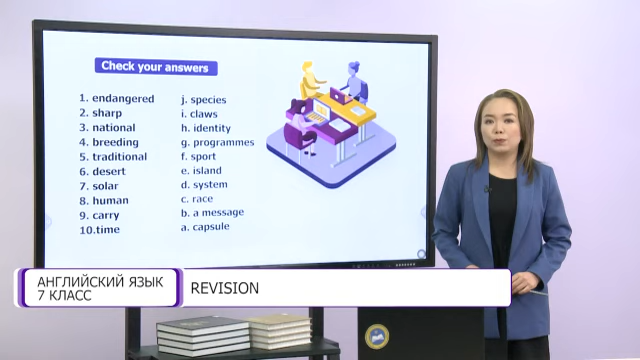 Check your answers
1. endangered j. species
2. sharp i. claws
3. national h. identity
4. breeding g. programmes
5. traditional f. sport
6. desert e. island
7. solar d. system
8. human c. race
9. carry b. a message
10.time a. capsule
АНГЛИЙСКИЙ ЯЗЫК
7 КЛАСС
REVISION